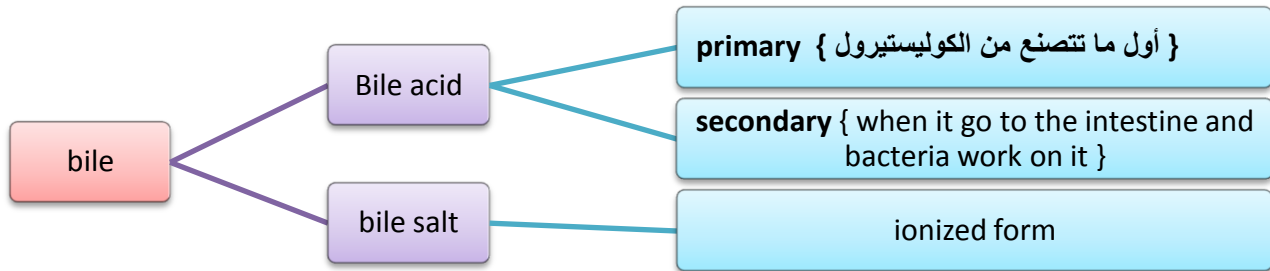 bile
Bile acid
bile salt
primary { أول ما تتصنع من الكوليستيرول }
secondary { when it go to the intestine and
bacteria work on it }
ionized form